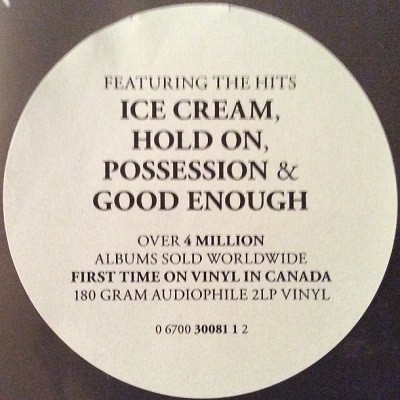 FEATURING THE HITS
ICE CREAM,
HOLD ON,
POSSESSION &
GOOD ENOUGH
OVER 4 MILLION
ALBUMS SOLD WORLDWIDE
FIRST TIME ON VINYL IN CANADA
180 GRAM AUDIOPHILE 2LP VINYL
0 6700 30081 1 2